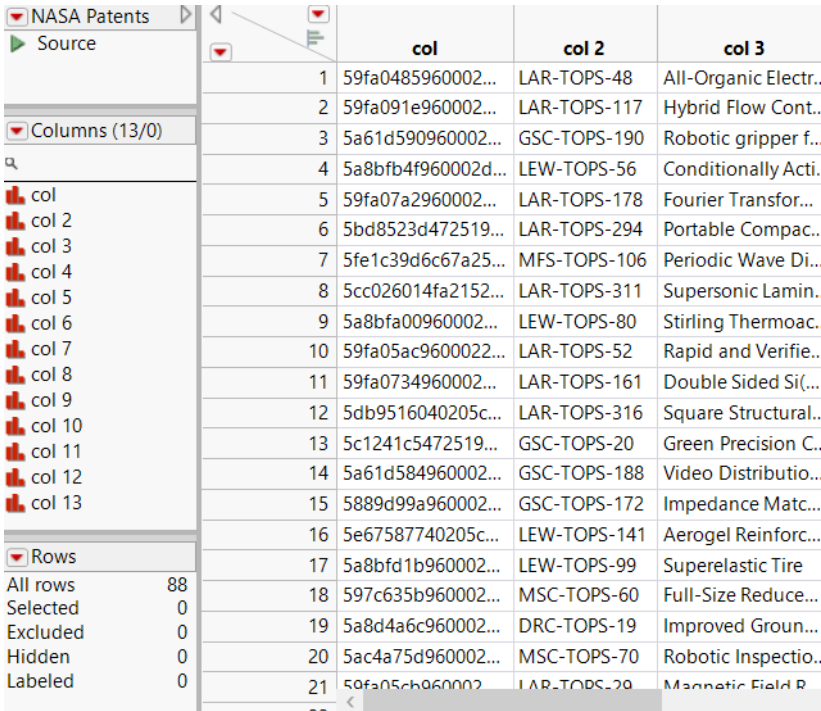 NASA Patents
Source
Columns (13/0)
col
col 2
col 3
col 4
col 5
col 6
col 7
col 8
col 9
col 10
col 11
col 12
col 13
Rows
All rows 88
Selected 0
Excluded 0
Hidden 0
Labeled 0
col col 2 col 3
1 59fa0485960002... LAR-TOPS-48 All-Organic Electr...
2 59fa091e960002... LAR-TOPS-117 Hybrid Flow Cont...
3 5a61d590960002... GSC-TOPS-190 Robotic gripper f...
4 5a8bfb4f960002d... LEW-TOPS-56 Conditionally Acti...
5 59fa07a2960002... LAR-TOPS-178 Fourier Transfor...
6 5bd8523d472519... LAR-TOPS-294 Portable Compac...
7 5fe1c39d6c67a25... MFS-TOPS-106 Periodic Wave Di...
8 5cc026014fa2152... LAR-TOPS-311 Supersonic Lamin...
9 5a8bfa00960002... LEW-TOPS-80 Stirling Thermoac...
10 59fa05ac9600022... LAR-TOPS-52 Rapid and Verifie...
11 59fa0734960002... LAR-TOPS-161 Double Sided Si(...
12 5db9516040205c... LAR-TOPS-316 Square Structural...
13 5c1241c5472519... GSC-TOPS-20 Green Precision C...
14 5a61d584960002... GSC-TOPS-188 Video Distributio...
15 5889d99a960002... GSC-TOPS-172 Impedance Matc...
16 5e67587740205c... LEW-TOPS-141 Aerogel Reinforc...
17 5a8bfd1b960002... LEW-TOPS-99 Superelastic Tire
18 597c635b960002... MSC-TOPS-60 Full-Size Reduce...
19 5a8d4a6c960002... DRC-TOPS-19 Improved Groun...
20 5ac4a75d960002... MSC-TOPS-70 Robotic Inspectio...
21 59fa05cb960002... LAR-TOPS-29 Magnetic Field R...